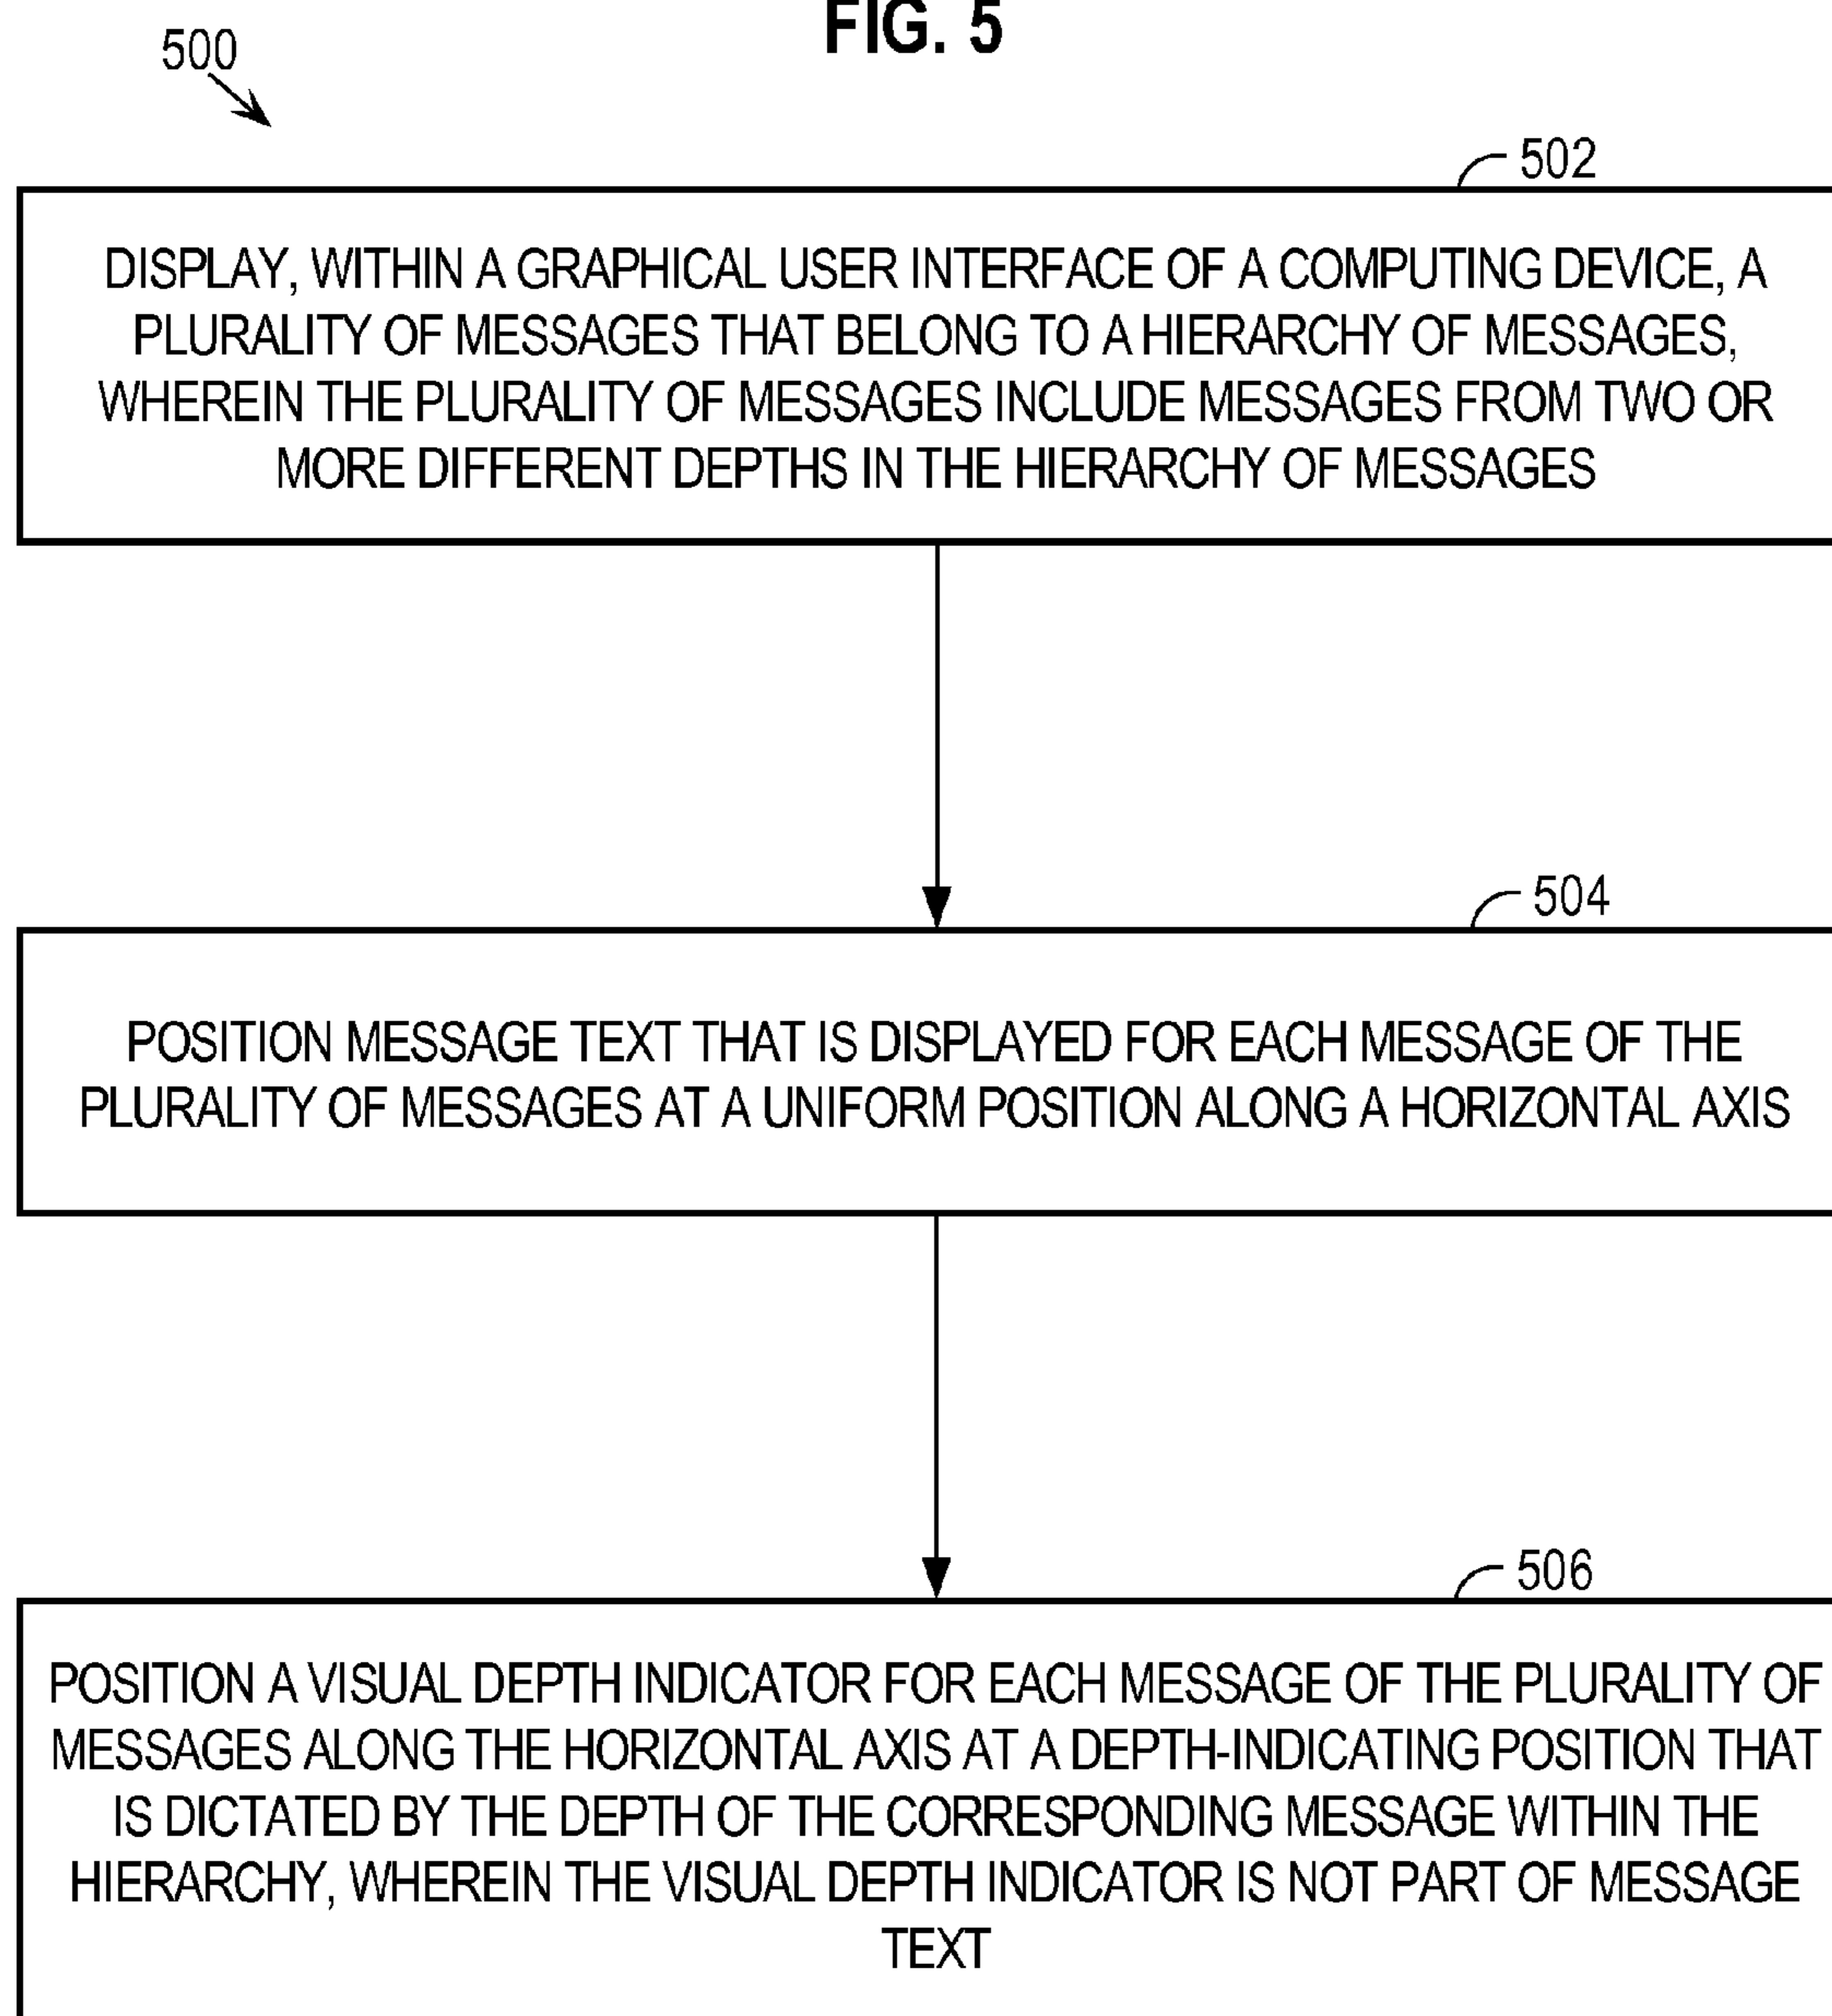 FIG. 5
500
502
DISPLAY, WITHIN A GRAPHICAL USER INTERFACE OF A COMPUTING DEVICE, A
PLURALITY OF MESSAGES THAT BELONG TO A HIERARCHY OF MESSAGES,
WHEREIN THE PLURALITY OF MESSAGES INCLUDE MESSAGES FROM TWO OR
MORE DIFFERENT DEPTHS IN THE HIERARCHY OF MESSAGES
504
POSITION MESSAGE TEXT THAT IS DISPLAYED FOR EACH MESSAGE OF THE
PLURALITY OF MESSAGES AT A UNIFORM POSITION ALONG A HORIZONTAL AXIS
506
POSITION A VISUAL DEPTH INDICATOR FOR EACH MESSAGE OF THE PLURALITY OF
MESSAGES ALONG THE HORIZONTAL AXIS AT A DEPTH-INDICATING POSITION THAT
IS DICTATED BY THE DEPTH OF THE CORRESPONDING MESSAGE WITHIN THE
HIERARCHY, WHEREIN THE VISUAL DEPTH INDICATOR IS NOT PART OF MESSAGE
TEXT